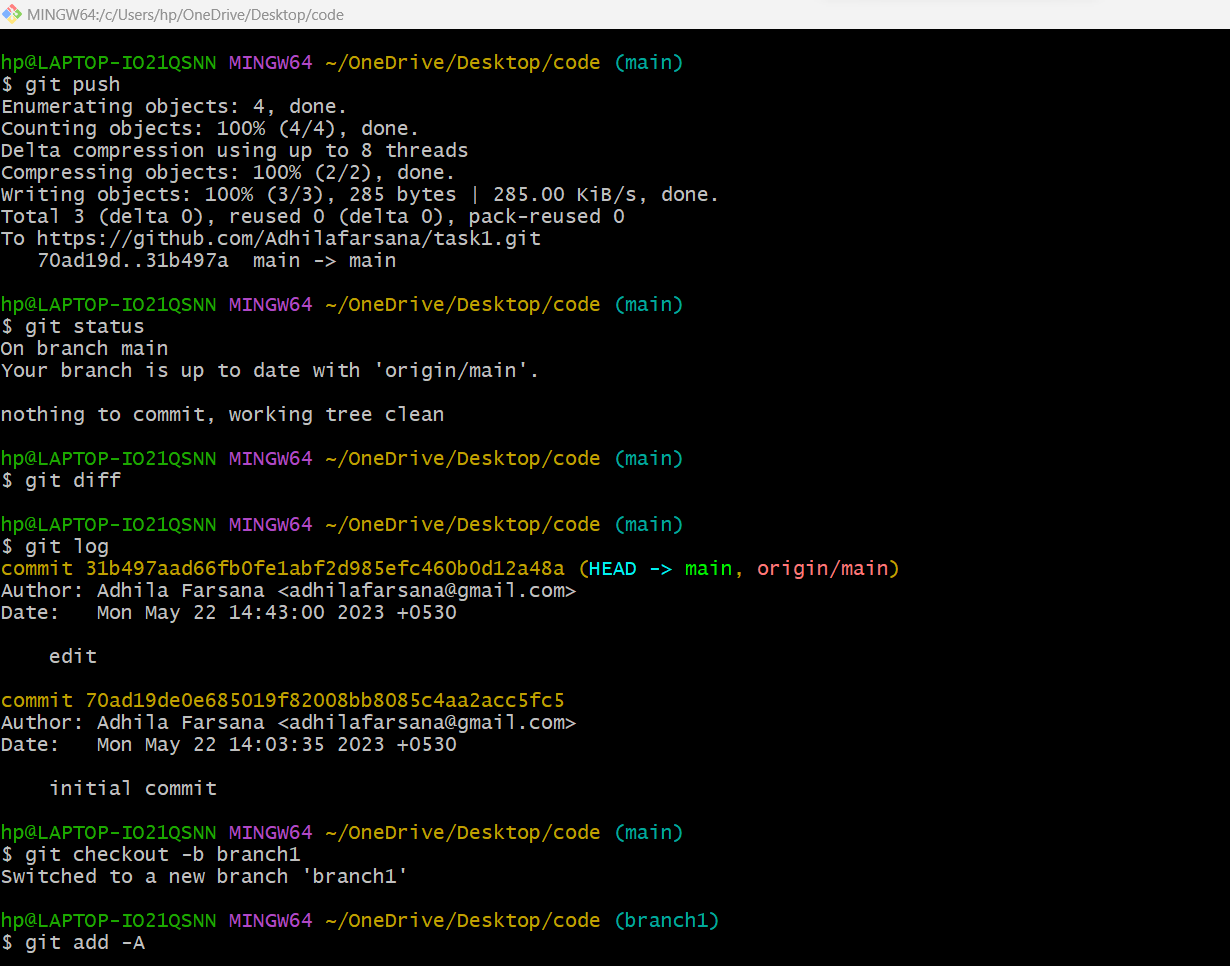 MINGW64:/c/Users/hp/OneDrive/Desktop/code
hp@LAPTOP-IO21QSNN MINGW64 ~/OneDrive/Desktop/code (main)
$ git push
Enumerating objects: 4, done.
Counting objects: 100% (4/4), done.
Delta compression using up to 8 threads
Compressing objects: 100% (2/2), done.
Writing objects: 100% (3/3), 285 bytes | 285.00 KiB/s, done.
Total 3 (delta 0), reused 0 (delta 0), pack-reused 0
To https://github.com/Adhilafarsana/task1.git
   70ad19d..31b497a  main -> main
hp@LAPTOP-IO21QSNN MINGW64 ~/OneDrive/Desktop/code (main)
$ git status
On branch main
Your branch is up to date with 'origin/main'.
nothing to commit, working tree clean
hp@LAPTOP-IO21QSNN MINGW64 ~/OneDrive/Desktop/code (main)
$ git diff
hp@LAPTOP-IO21QSNN MINGW64 ~/OneDrive/Desktop/code (main)
$ git log
commit 31b497aad66fb0fe1abf2d985efc460b0d12a48a (HEAD -> main, origin/main)
Author: Adhila Farsana <adhilafarsana@gmail.com>
Date:   Mon May 22 14:43:00 2023 +0530
    edit
commit 70ad19de0e685019f82008bb8085c4aa2acc5fc5
Author: Adhila Farsana <adhilafarsana@gmail.com>
Date:   Mon May 22 14:03:35 2023 +0530
    initial commit
hp@LAPTOP-IO21QSNN MINGW64 ~/OneDrive/Desktop/code (main)
$ git checkout -b branch1
Switched to a new branch 'branch1'
hp@LAPTOP-IO21QSNN MINGW64 ~/OneDrive/Desktop/code (branch1)
$ git add -A